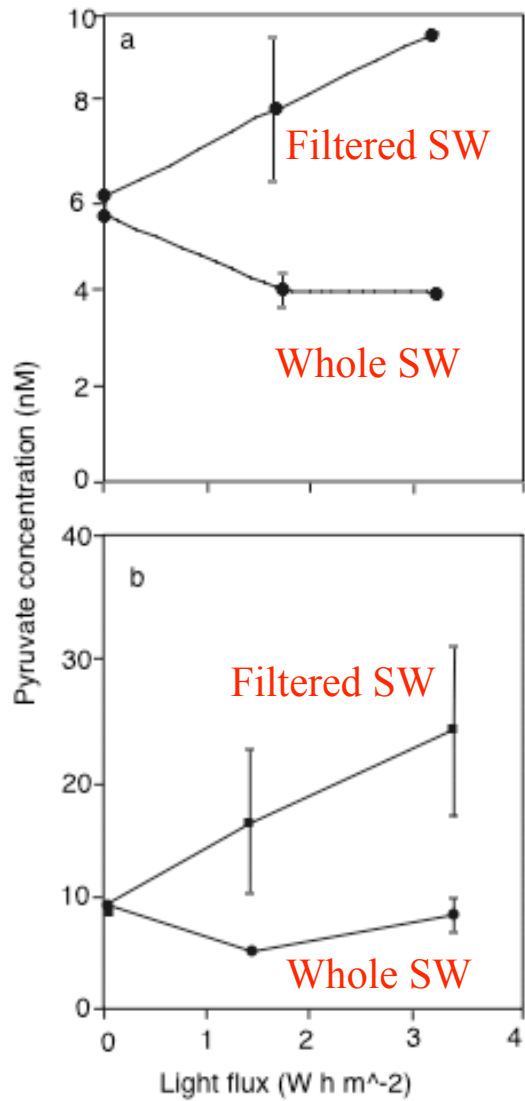 10
a
8
Filtered SW
6
4
Whole SW
2
0
Pyruvate concentration (nM)
40
b
30
Filtered SW
20
10
Whole SW
0
0 1 2 3 4
Light flux (W h m^-2)